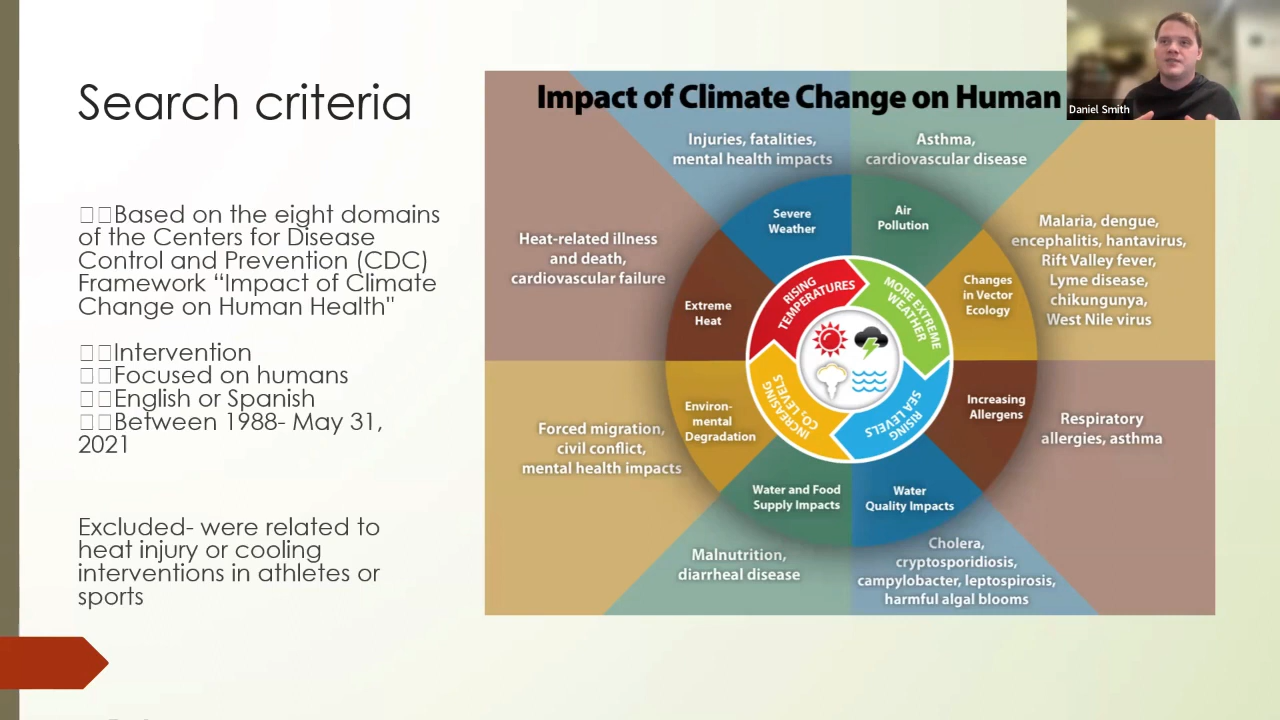 Search criteria
Based on the eight domains
of the Centers for Disease
Control and Prevention (CDC)
Framework “Impact of Climate
Change on Human Health"
Intervention
Focused on humans
English or Spanish
Between 1988- May 31,
2021
Excluded- were related to
heat injury or cooling
interventions in athletes or
sports
Impact of Climate Change on Human
Injuries, fatalities,
mental health impacts
Asthma,
cardiovascular disease
Heat-related illness
and death,
cardiovascular failure
Malaria, dengue,
encephalitis, hantavirus,
Rift Valley fever,
Lyme disease,
chikungunya,
West Nile virus
Forced migration,
civil conflict,
mental health impacts
Respiratory
allergies, asthma
Malnutrition,
diarrheal disease
Cholera,
cryptosporidiosis,
campylobacter, leptospirosis,
harmful algal blooms
Severe
Weather
Air
Pollution
Extreme
Heat
Changes
in Vector
Ecology
Environ-
mental
Degradation
Increasing
Allergens
Water and Food
Supply Impacts
Water
Quality Impacts
RISING
TEMPERATURES
MORE EXTREME
WEATHER
INCREASING
CO₂ LEVELS
RISING
SEA LEVELS
Daniel Smith